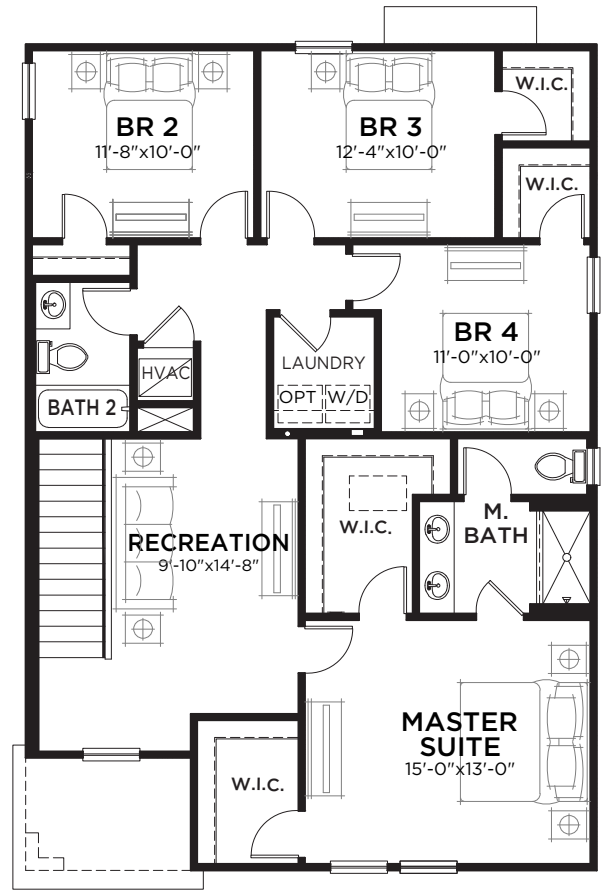 W.I.C.
BR 2
11'-8"x10'-0"
BR 3
12'-4"x10'-0"
W.I.C.
BR 4
11'-0"x10'-0"
HVAC
LAUNDRY
OPT W/D
BATH 2
RECREATION
9'-10"x14'-8"
W.I.C.
M.
BATH
MASTER
SUITE
15'-0"x13'-0"
W.I.C.